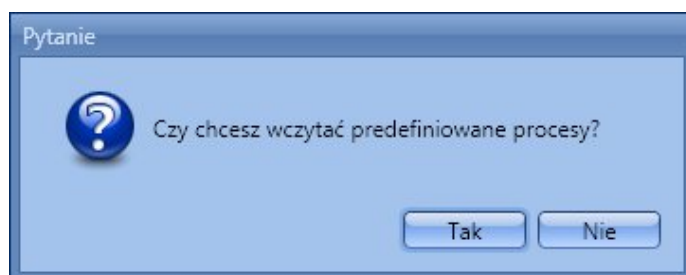 Pytanie
Czy chcesz wczytać predefiniowane procesy?
Tak
Nie